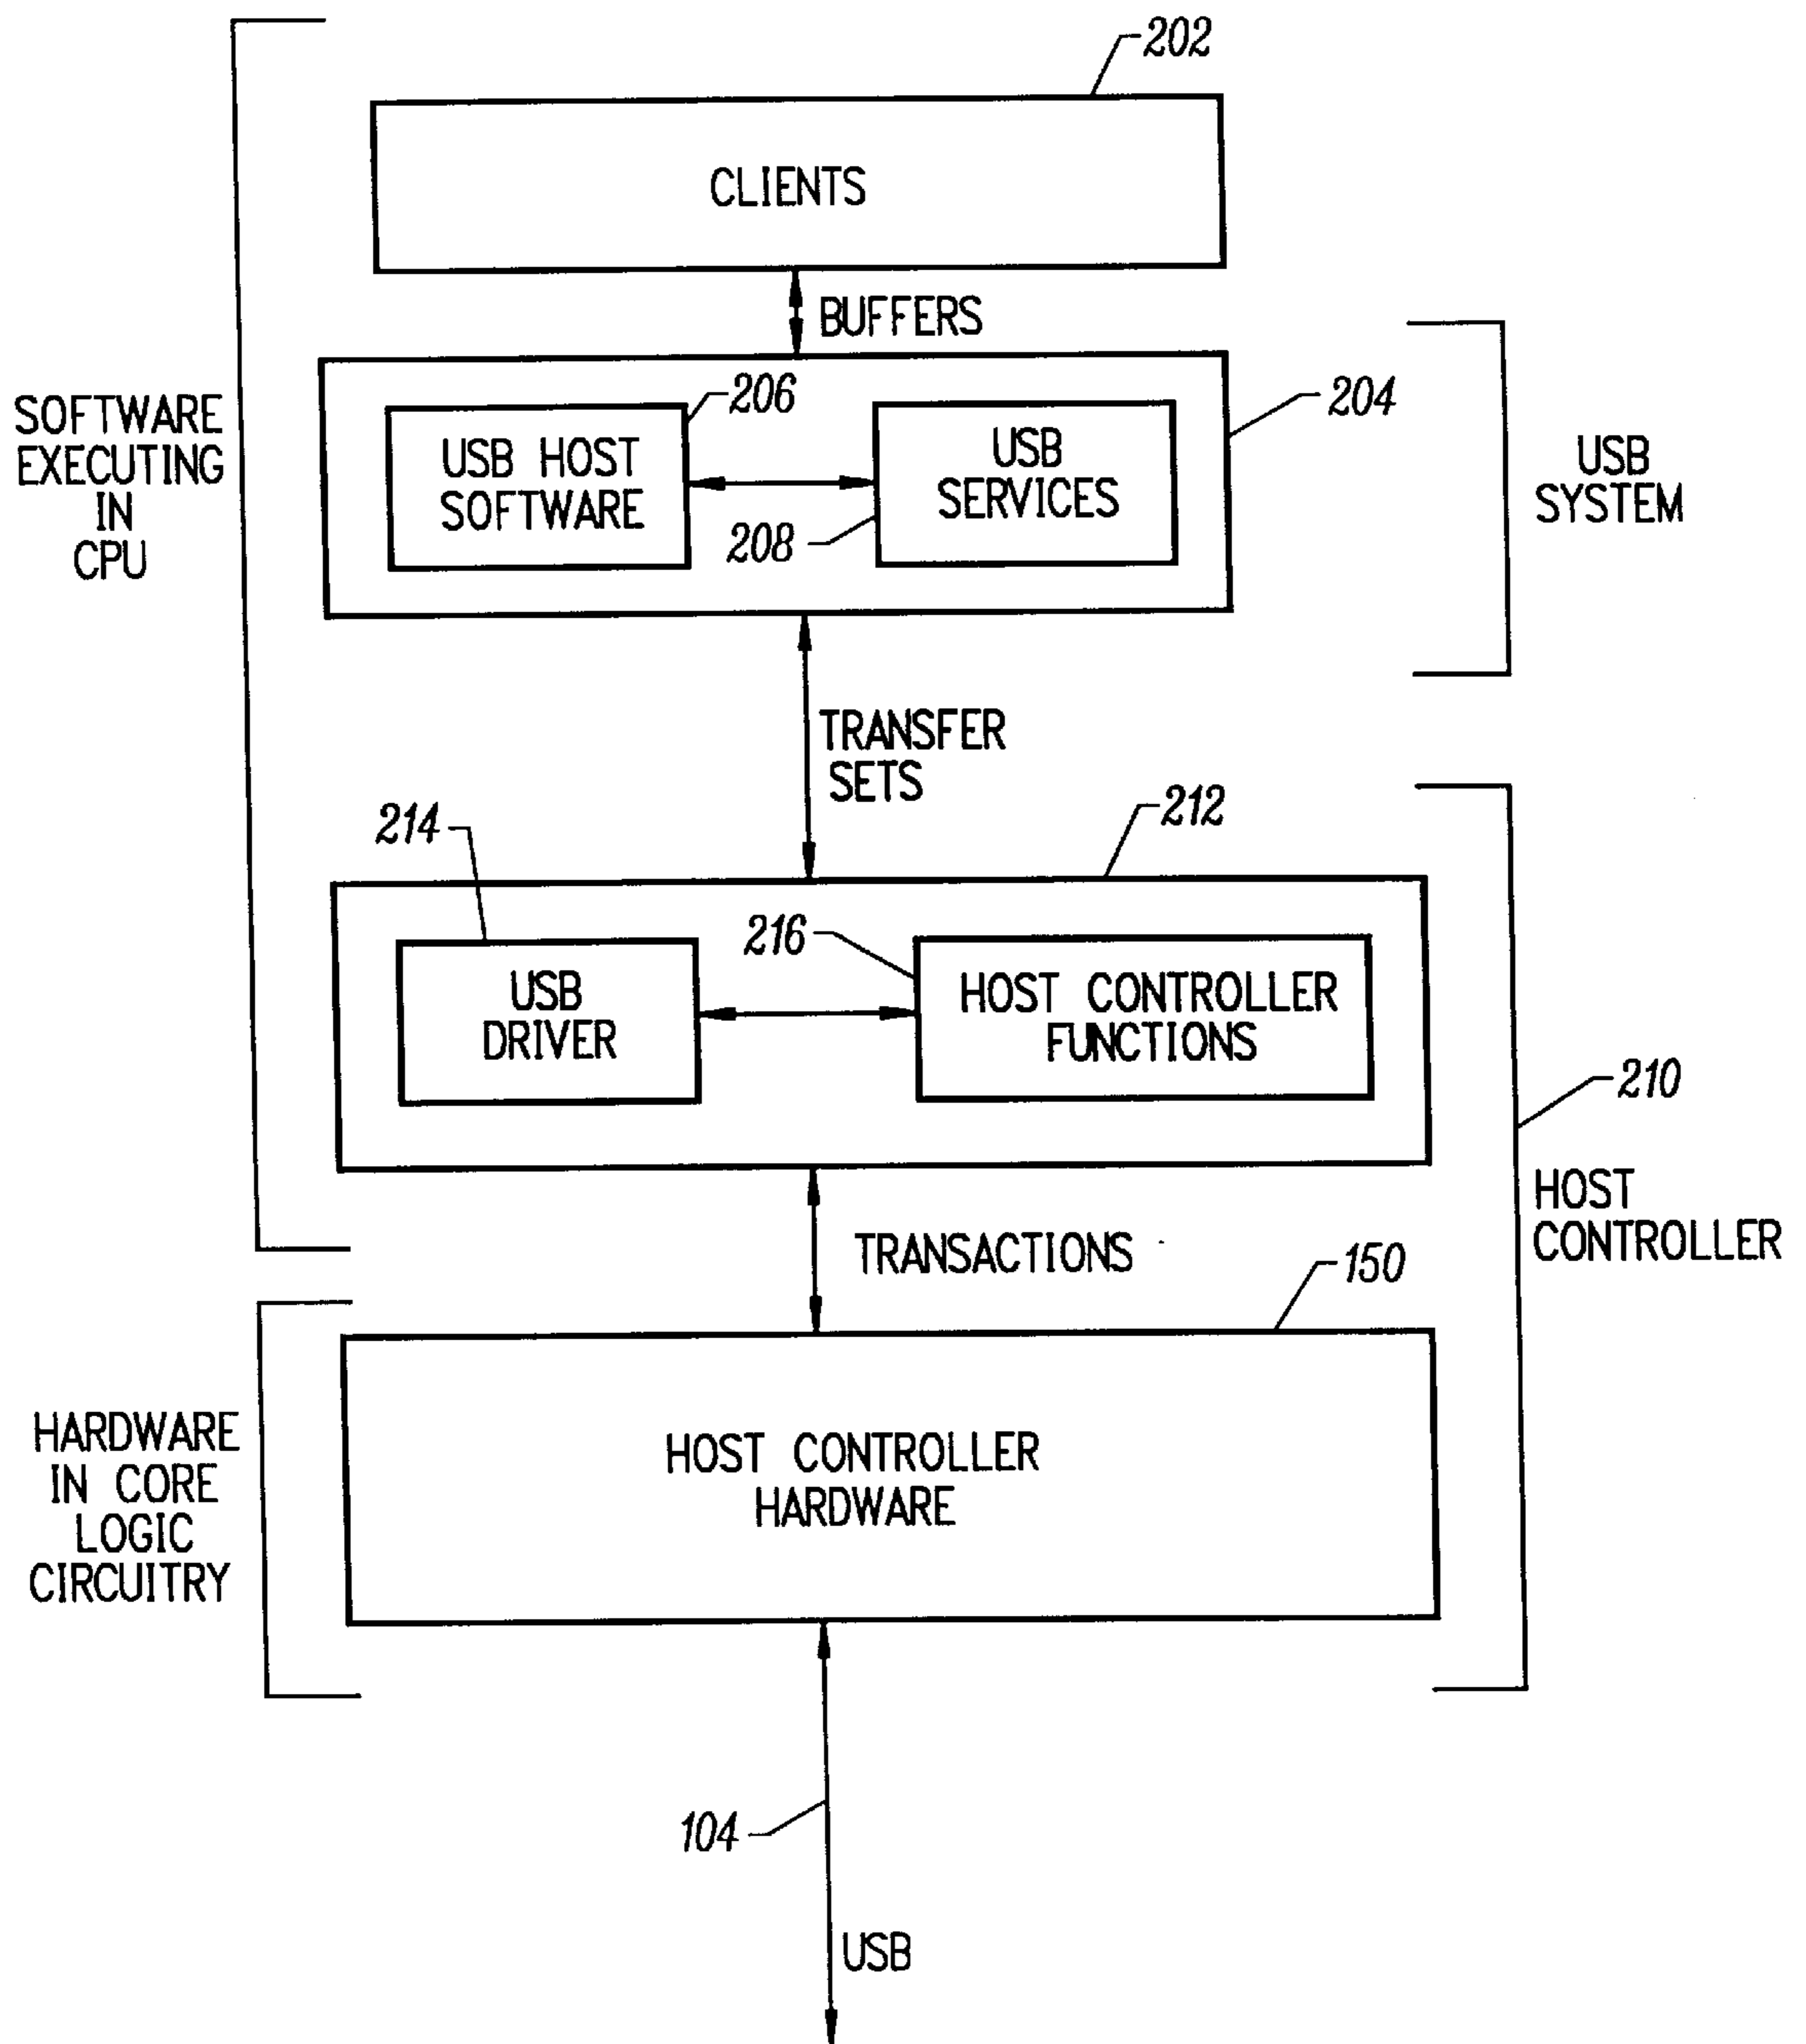 202
CLIENTS
BUFFERS
SOFTWARE
EXECUTING
IN
CPU
206
USB HOST
SOFTWARE
USB
SERVICES
208
204
USB
SYSTEM
TRANSFER
SETS
214
212
USB
DRIVER
216
HOST CONTROLLER
FUNCTIONS
210
HOST
CONTROLLER
TRANSACTIONS
150
HARDWARE
IN CORE
LOGIC
CIRCUITRY
HOST CONTROLLER
HARDWARE
104
USB